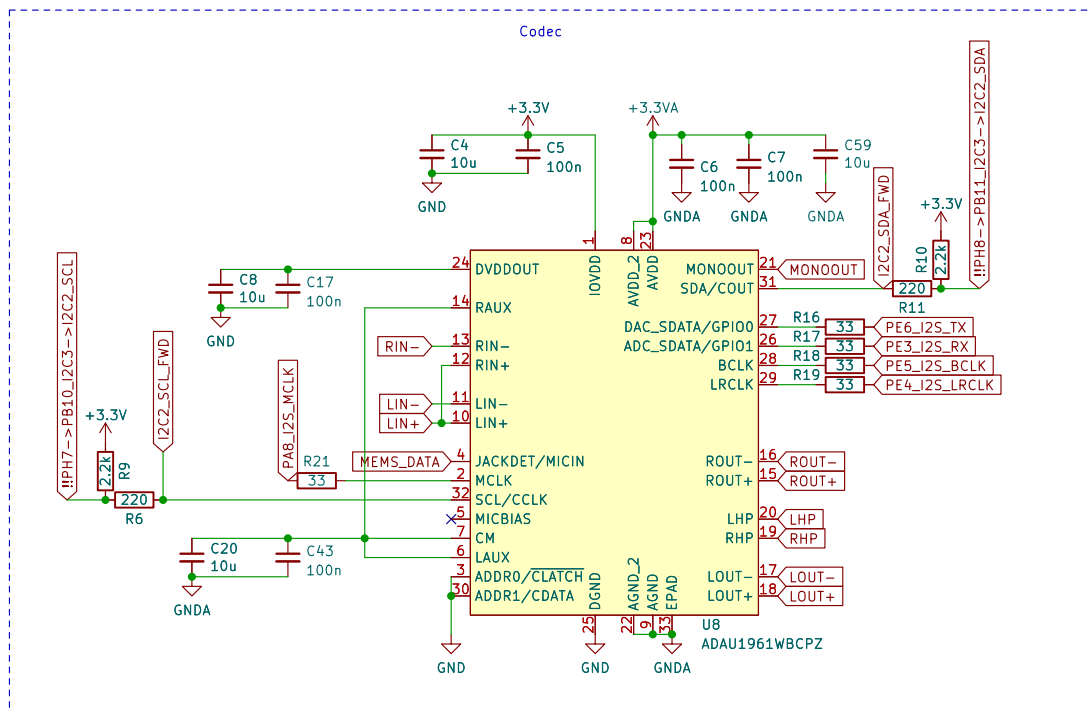 Codec
!!PH8->PB11_I2C3->I2C2_SDA
+3.3V
+3.3VA
C4
10u
C5
100n
C6
100n
C7
100n
C59
10u
GND
GNDA
GNDA
GNDA
I2C2_SDA_FWD
+3.3V
R10
2.2k
220
R11
1
8
23
IOVDD
AVDD_2
AVDD
24
DVDDOUT
MONOOUT
21
MONOOUT
SDA/COUT
31
C8
10u
C17
100n
GND
14
RAUX
DAC_SDATA/GPIO0
27
R16
33
PE6_I2S_TX
RIN-
13
RIN-
ADC_SDATA/GPIO1
26
R17
33
PE3_I2S_RX
12
RIN+
BCLK
28
R18
33
PE5_I2S_BCLK
LRCLK
29
R19
33
PE4_I2S_LRCLK
LIN-
11
LIN-
LIN+
10
LIN+
!!PH7->PB10_I2C3->I2C2_SCL
I2C2_SCL_FWD
PA8_I2S_MCLK
+3.3V
2.2k
R9
220
R6
R21
33
MEMS_DATA
4
JACKDET/MICIN
ROUT-
16
ROUT-
2
MCLK
ROUT+
15
ROUT+
32
SCL/CCLK
5
MICBIAS
LHP
20
LHP
7
CM
RHP
19
RHP
C20
10u
C43
100n
GNDA
6
LAUX
3
ADDR0/CLATCH
LOUT-
17
LOUT-
30
ADDR1/CDATA
LOUT+
18
LOUT+
DGND
AGND_2
AGND
EPAD
25
22
9
33
U8
ADAU1961WBCPZ
GND
GND
GNDA